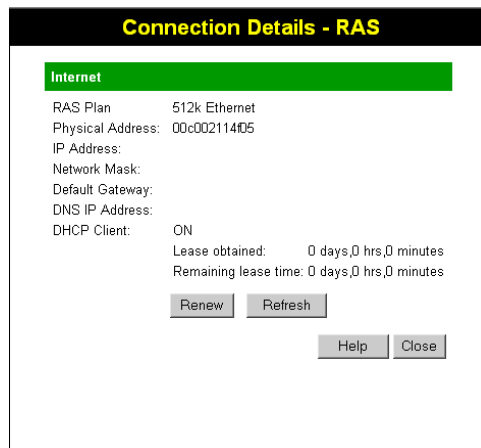 Connection Details - RAS
Internet
RAS Plan 512k Ethernet
Physical Address: 00c002114f05
IP Address:
Network Mask:
Default Gateway:
DNS IP Address:
DHCP Client: ON
Lease obtained: 0 days,0 hrs,0 minutes
Remaining lease time: 0 days,0 hrs,0 minutes
Renew Refresh
Help Close